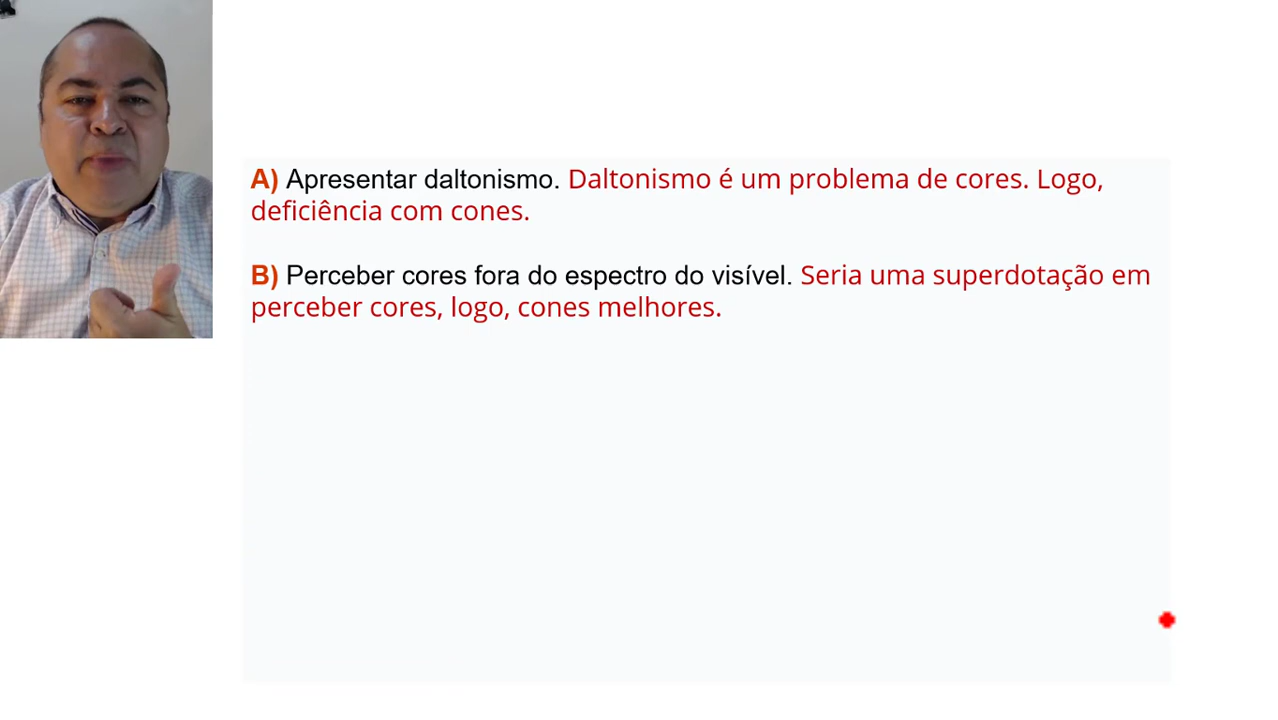 A) Apresentar daltonismo. Daltonismo é um problema de cores. Logo,
deficiência com cones.
B) Perceber cores fora do espectro do visível. Seria uma superdotação em
perceber cores, logo, cones melhores.